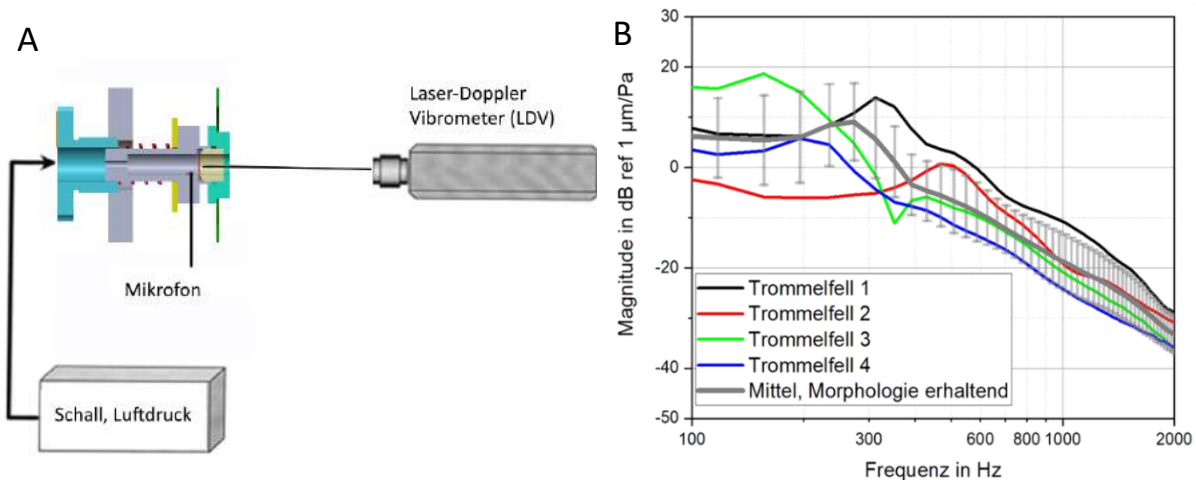 A
Laser-Doppler
Vibrometer (LDV)
Mikrofon
Schall, Luftdruck
B
Magnitude in dB ref 1 μm/Pa
30
20
10
0
-10
-20
-30
-40
-50
Trommelfell 1
Trommelfell 2
Trommelfell 3
Trommelfell 4
Mittel, Morphologie erhaltend
100
300
600
800
1000
2000
Frequenz in Hz